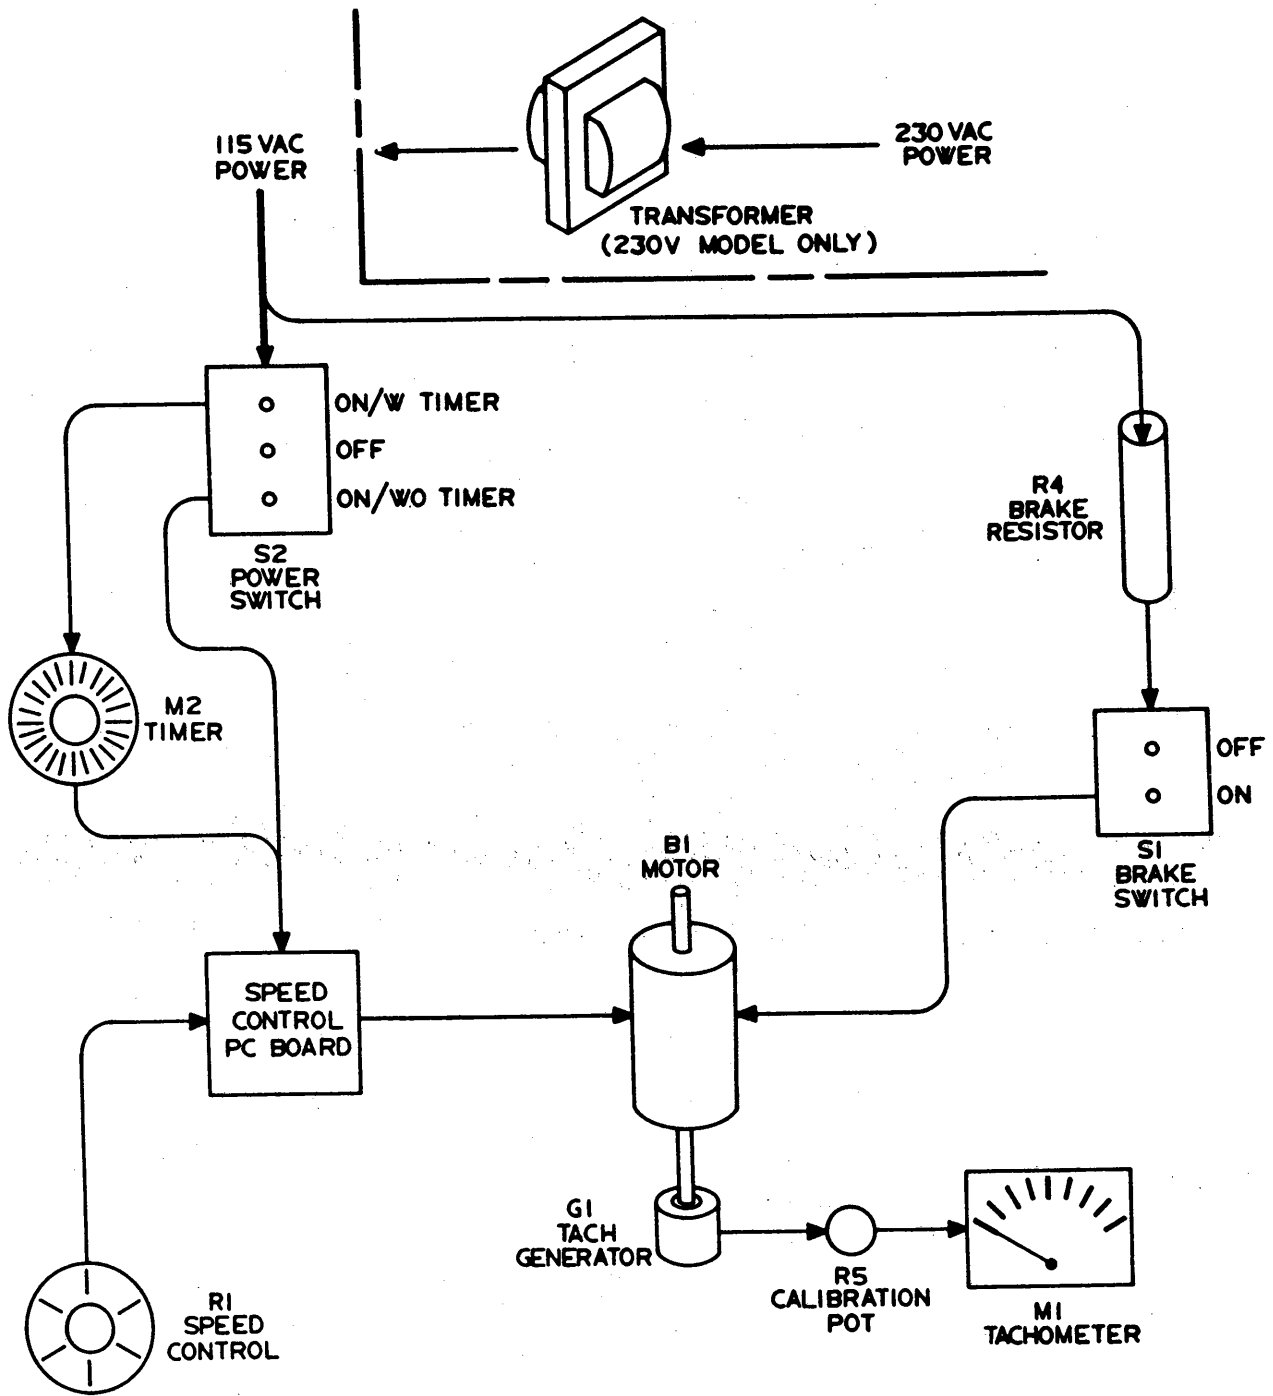 115 VAC
POWER
230 VAC
POWER
TRANSFORMER
(230V MODEL ONLY)
ON/W TIMER
OFF
ON/WO TIMER
S2
POWER
SWITCH
R4
BRAKE
RESISTOR
M2
TIMER
OFF
ON
S1
BRAKE
SWITCH
B1
MOTOR
SPEED
CONTROL
PC BOARD
G1
TACH
GENERATOR
R5
CALIBRATION
POT
M1
TACHOMETER
R1
SPEED
CONTROL